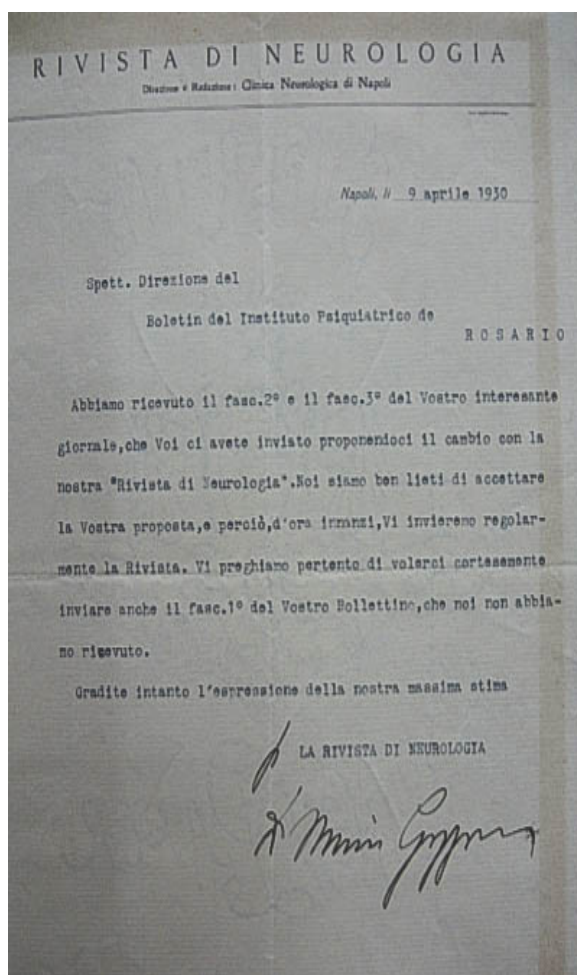 RIVISTA DI NEUROLOGIA
Direzione e Redazione: Clinica Neurologica di Napoli
Napoli, li 9 aprile 1930
Spett. Direzione del
Boletin del Instituto Psiquiatrico de
ROSARIO
Abbiamo ricevuto il fasc.2º e il fasc.3º del Vostro interesante
giornale,che Voi ci avete inviato proponendoci il cambio con la
nostra "Rivista di Neurologia".Noi siamo ben lieti di accettare
la Vostra proposta,e perciò,d'ora innanzi,Vi invieremo regolar-
mente la Rivista. Vi preghiamo pertanto di volerci cortesemente
inviare anche il fasc.1º del Vostro Bollettino,che noi non abbia-
mo ricevuto.
Gradite intanto l'espressione della nostra massima stima
LA RIVISTA DI NEUROLOGIA